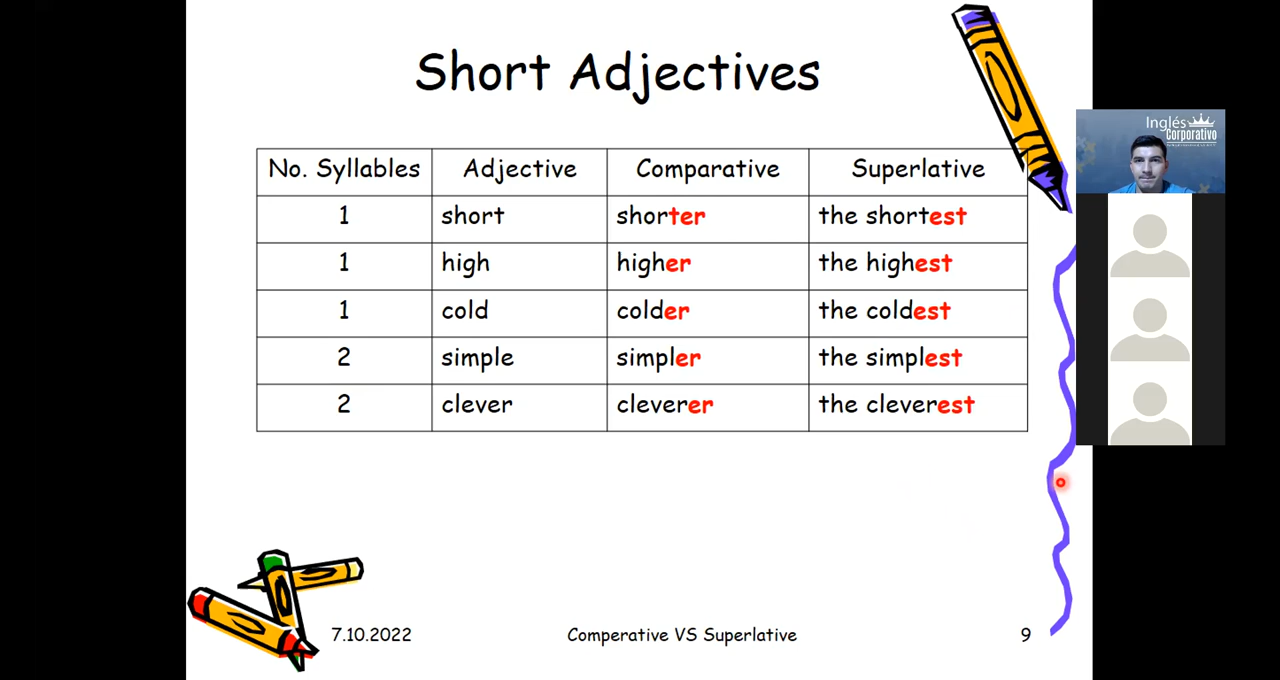 Short Adjectives
No. Syllables Adjective Comparative Superlative
1 short shorter the shortest
1 high higher the highest
1 cold colder the coldest
2 simple simpler the simplest
2 clever cleverer the cleverest
7.10.2022 Comperative VS Superlative 9
Inglés
Corporativo